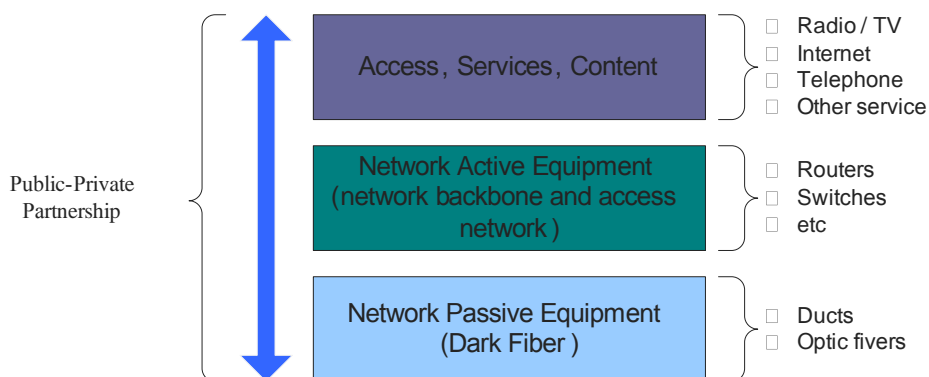 Public-Private
Partnership
Access, Services, Content
Radio / TV
Internet
Telephone
Other service
Network Active Equipment
(network backbone and access
network)
Routers
Switches
etc
Network Passive Equipment
(Dark Fiber)
Ducts
Optic fivers